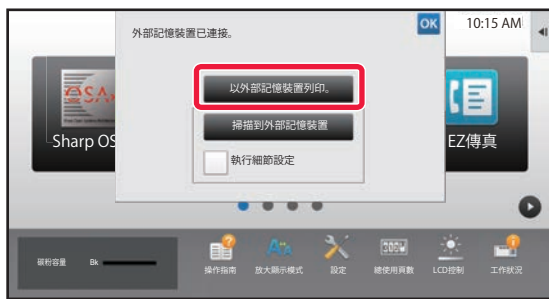 外部記憶裝置已連接。
OK
10:15 AM
以外部記憶裝置列印。
掃描到外部記憶裝置
執行細節設定
Sharp OS
EZ傳真
碳粉容量
Bk
操作指南
放大顯示模式
設定
總使用頁數
LCD控制
工作狀況